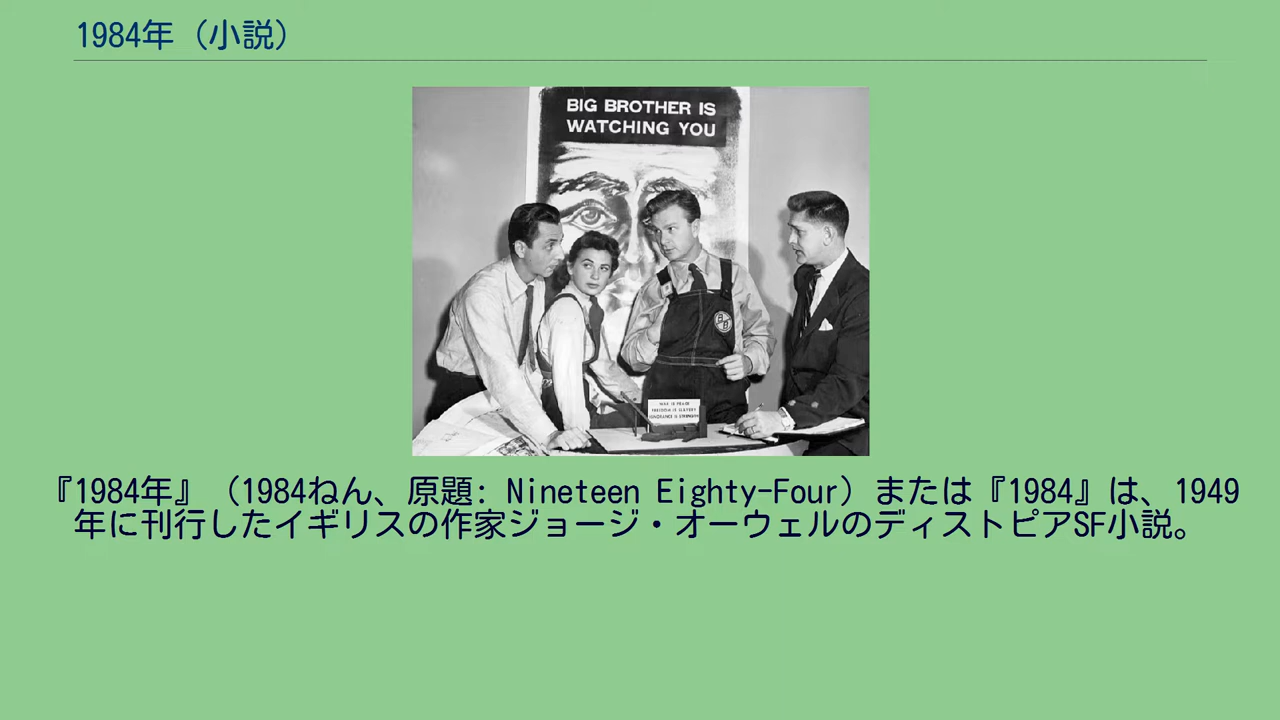 1984年（小説）
BIG BROTHER IS
WATCHING YOU
WAR IS PEACE
FREEDOM IS SLAVERY
IGNORANCE IS STRENGTH
『1984年』（1984ねん、原題: Nineteen Eighty-Four）または『1984』は、1949
年に刊行したイギリスの作家ジョージ・オーウェルのディストピアSF小説。